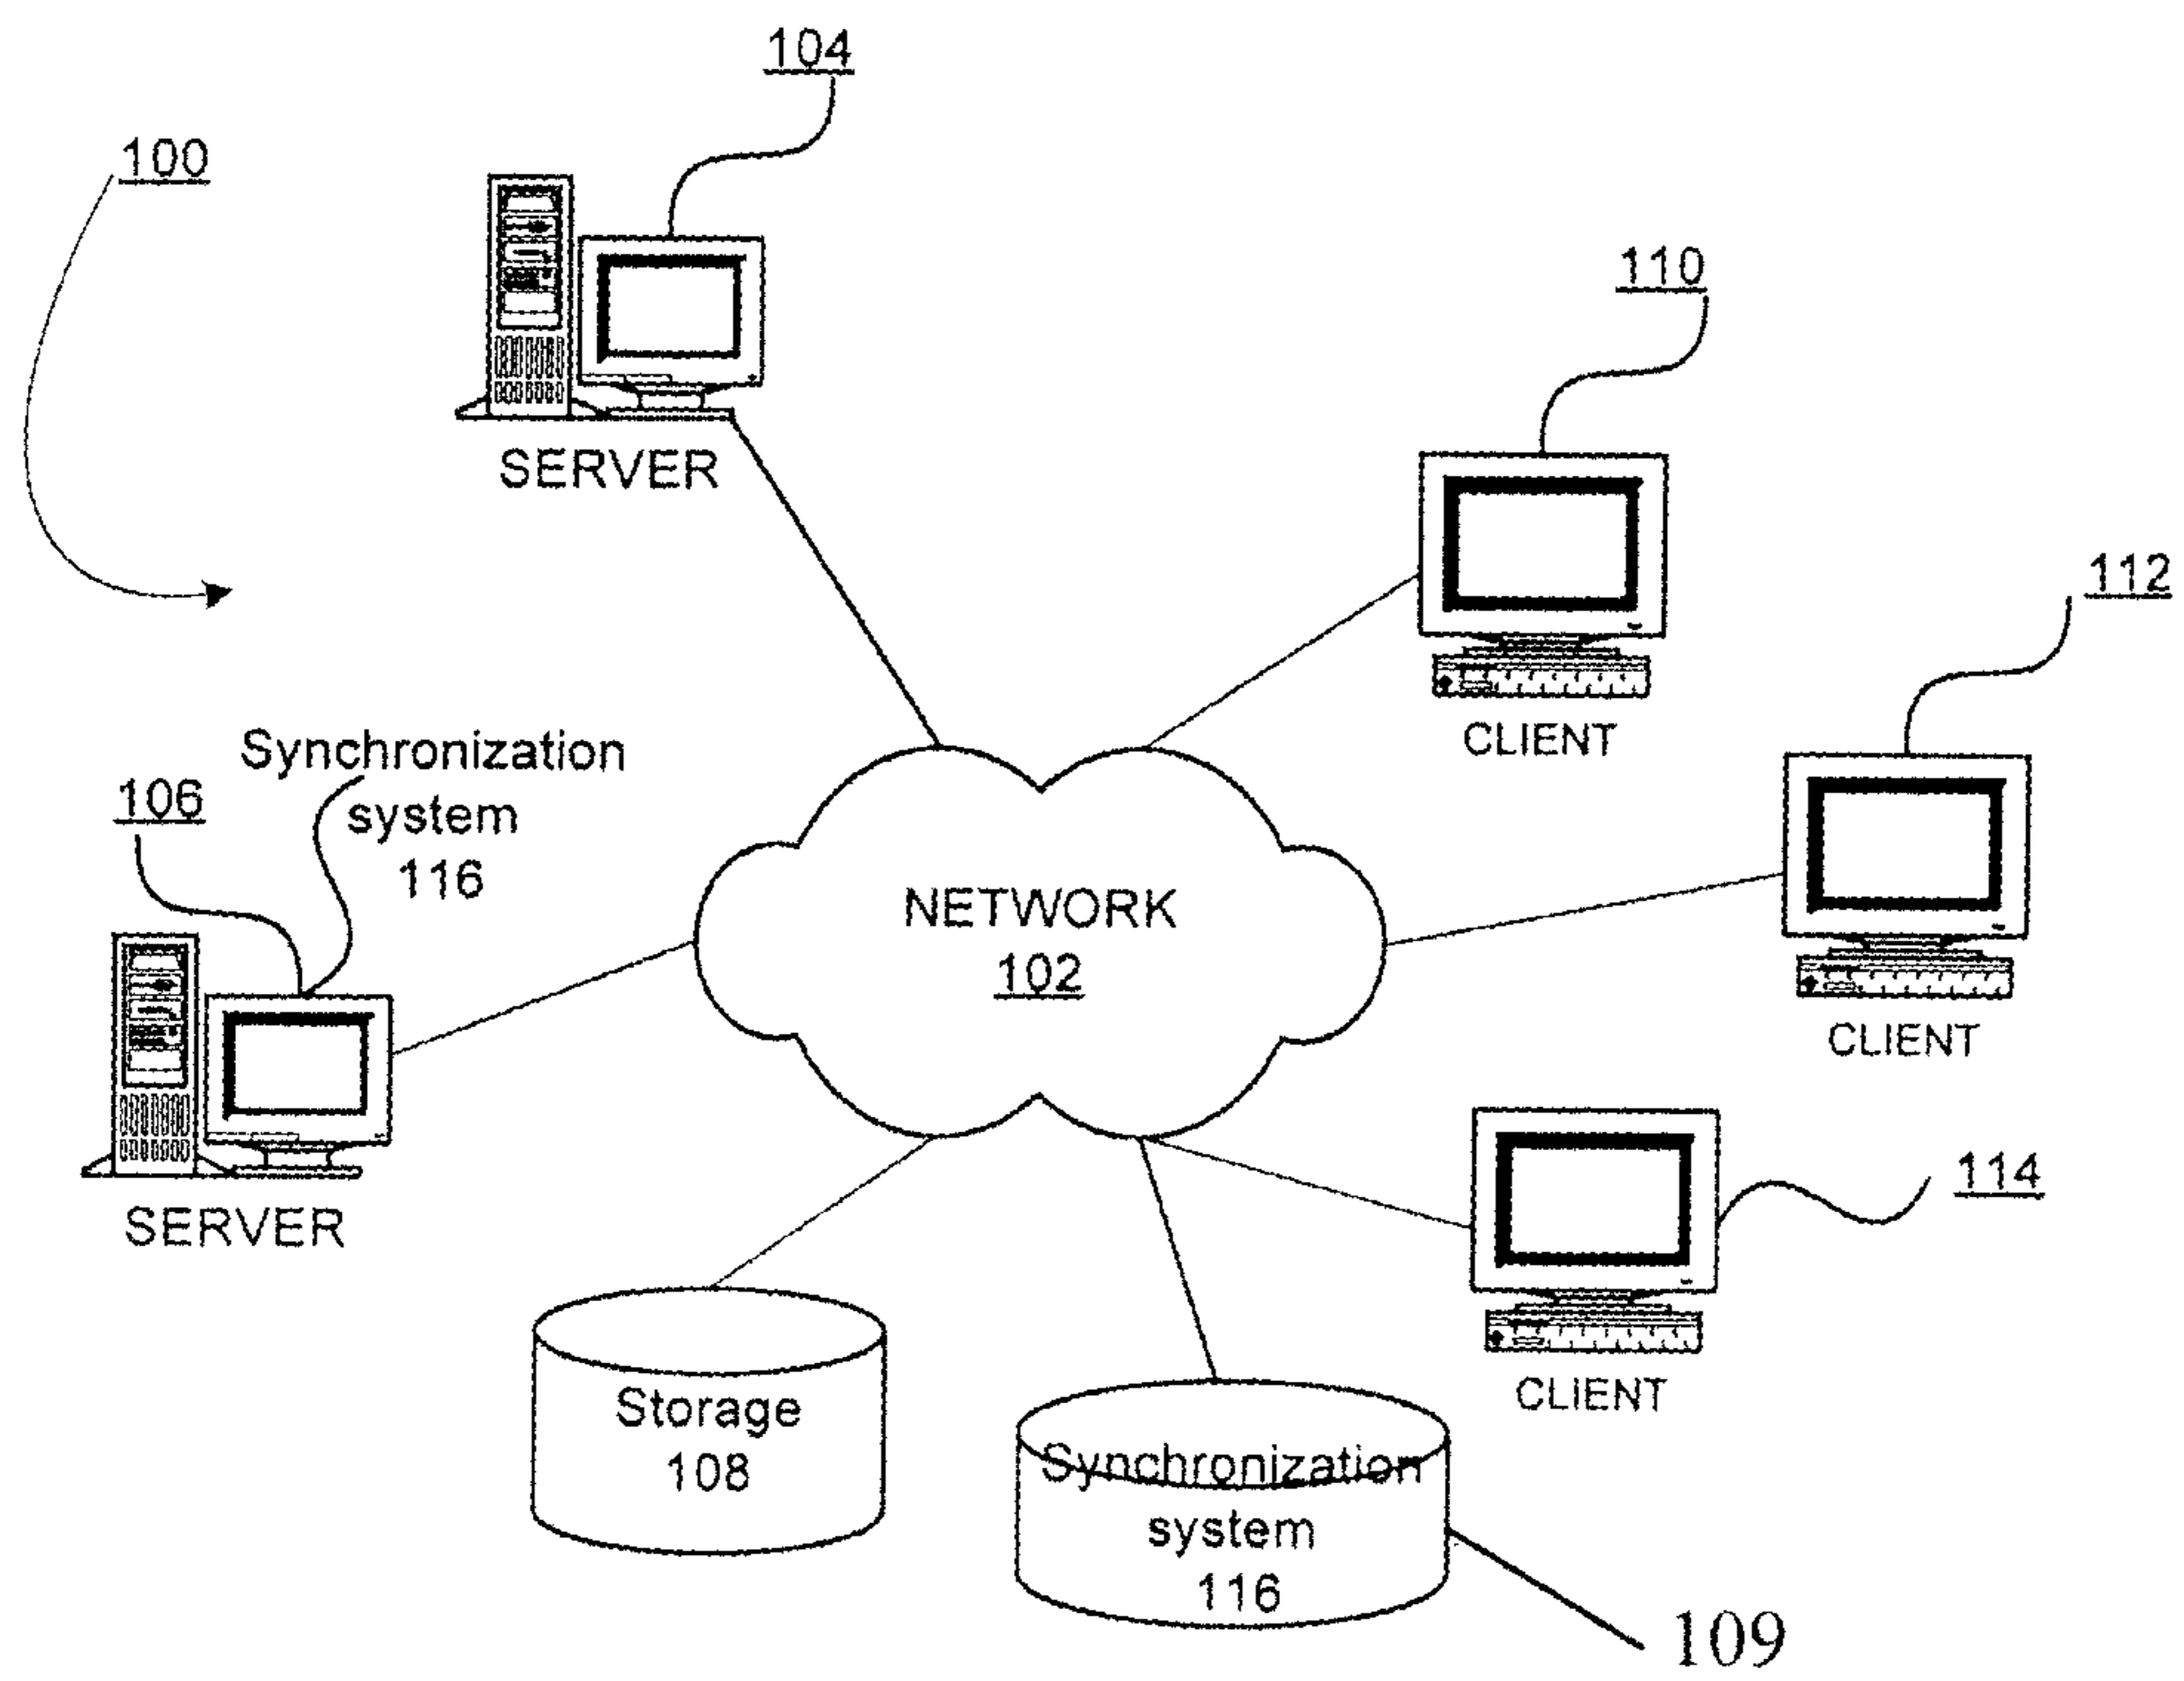 104
100
SERVER
110
CLIENT
112
CLIENT
Synchronization
system
116
106
SERVER
NETWORK
102
114
CLIENT
Storage
108
Synchronization
system
116
109